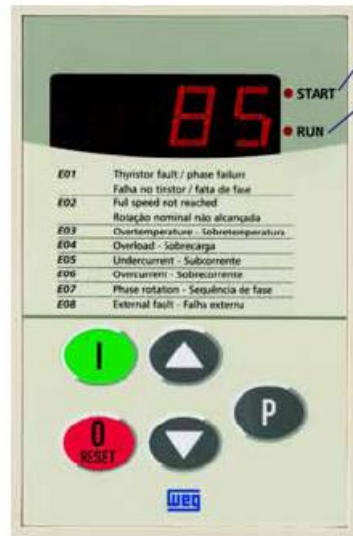 85
START
RUN
E01 Thyristor fault / phase failure
Falha no tiristor / falta de fase
E02 Full speed not reached
Rotação nominal não alcançada
E03 Overtemperature - Sobretemperatura
E04 Overload - Sobrecarga
E05 Undercurrent - Subcorrente
E06 Overcurrent - Sobrecorrente
E07 Phase rotation - Sequência de fase
E08 External fault - Falha externa
I
P
0
RESET
weg